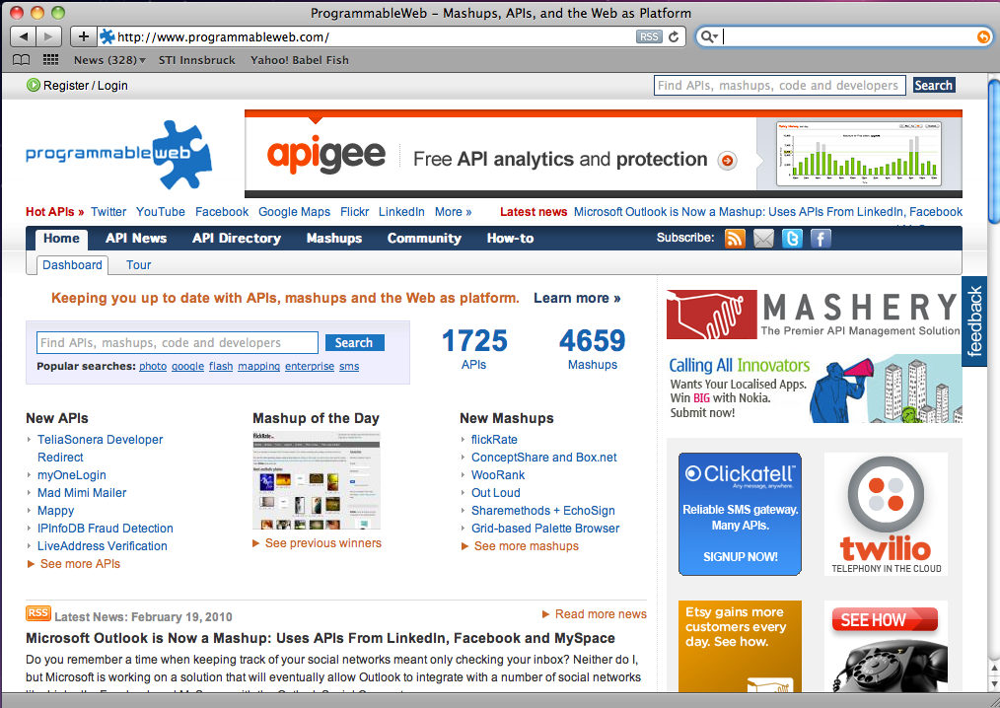 ProgrammableWeb – Mashups, APIs, and the Web as Platform
http://www.programmableweb.com/
RSS
News (328)
STI Innsbruck
Yahoo! Babel Fish
Register / Login
Find APIs, mashups, code and developers
Search
programmableweb
apigee
Free API analytics and protection
Hot APIs » Twitter YouTube Facebook Google Maps Flickr LinkedIn More »
Latest news Microsoft Outlook is Now a Mashup: Uses APIs From LinkedIn, Facebook
Home API News API Directory Mashups Community How-to
Subscribe:
Dashboard Tour
Keeping you up to date with APIs, mashups and the Web as platform. Learn more »
Find APIs, mashups, code and developers
Search
Popular searches: photo google flash mapping enterprise sms
1725
APIs
4659
Mashups
New APIs
TeliaSonera Developer
Redirect
myOneLogin
Mad Mimi Mailer
Mappy
IPInfoDB Fraud Detection
LiveAddress Verification
See more APIs
Mashup of the Day
flickRate
See previous winners
New Mashups
flickRate
ConceptShare and Box.net
WooRank
Out Loud
Sharemethods + EchoSign
Grid-based Palette Browser
See more mashups
RSS
Latest News: February 19, 2010
Read more news
Microsoft Outlook is Now a Mashup: Uses APIs From LinkedIn, Facebook and MySpace
Do you remember a time when keeping track of your social networks meant only checking your inbox? Neither do I,
but Microsoft is working on a solution that will eventually allow Outlook to integrate with a number of social networks
MASHERY
The Premier API Management Solution
feedback
Calling All Innovators
Wants Your Localised Apps.
Win BIG with Nokia.
Submit now!
Clickatell
Any message, anywhere.
Reliable SMS gateway.
Many APIs.
SIGNUP NOW!
twilio
TELEPHONY IN THE CLOUD
Etsy gains more
customers every
day. See how.
SEE HOW